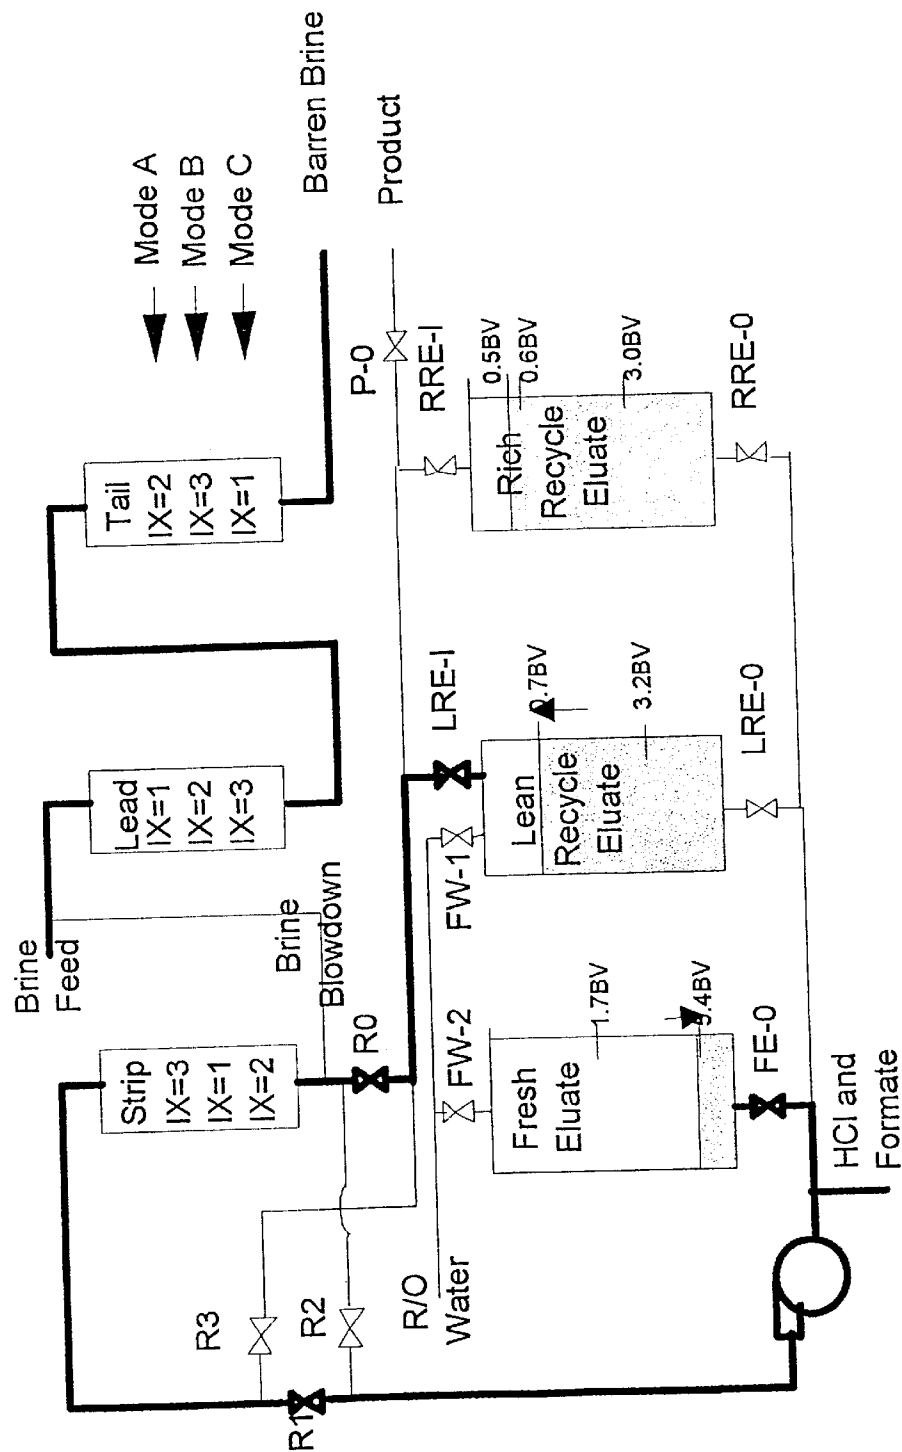 Mode A
Mode B
Mode C
Barren Brine
Product
Brine
Feed
Brine
Blowdown
Strip
IX=3
IX=1
IX=2
Lead
IX=1
IX=2
IX=3
Tail
IX=2
IX=3
IX=1
R3
R1
R2
R0
R/O
Water
FW-2
FW-1
LRE-I
RRE-I
P-0
Fresh
Eluate
1.7BV
FE-0
Lean
Recycle
Eluate
0.7BV
3.2BV
LRE-0
Rich
Recycle
Eluate
0.5BV
0.6BV
3.0BV
RRE-0
HCl and
Formate